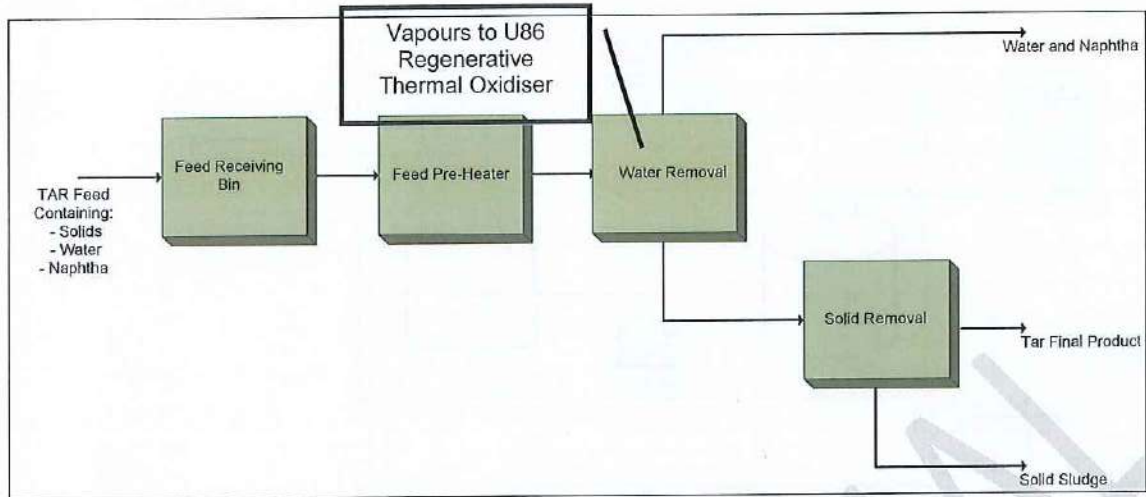 Vapours to U86
Regenerative
Thermal Oxidiser
Water and Naphtha
Feed Receiving
Bin
Feed Pre-Heater
Water Removal
TAR Feed
Containing:
- Solids
- Water
- Naphtha
Solid Removal
Tar Final Product
Solid Sludge